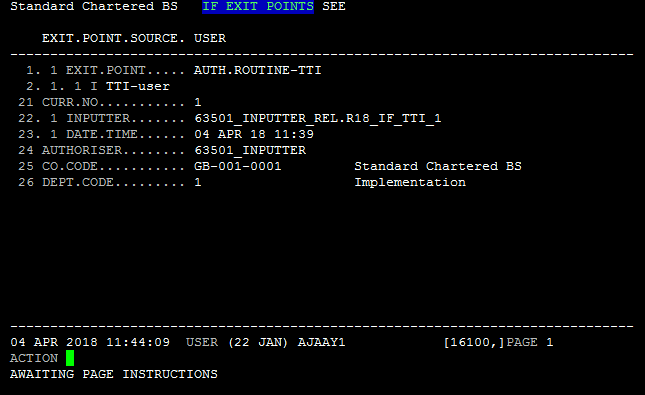 Standard Chartered BS   IF EXIT POINTS SEE
EXIT.POINT.SOURCE. USER
------------------------------------------------------------------------------
1. 1 EXIT.POINT..... AUTH.ROUTINE-TTI
2. 1. 1 I TTI-user
21 CURR.NO........... 1
22. 1 INPUTTER....... 63501_INPUTTER_REL.R18_IF_TTI_1
23. 1 DATE.TIME...... 04 APR 18 11:39
24 AUTHORISER........ 63501_INPUTTER
25 CO.CODE........... GB-001-0001         Standard Chartered BS
26 DEPT.CODE......... 1                   Implementation
------------------------------------------------------------------------------
04 APR 2018 11:44:09  USER (22 JAN) AJAAY1            [16100,]PAGE 1
ACTION
AWAITING PAGE INSTRUCTIONS